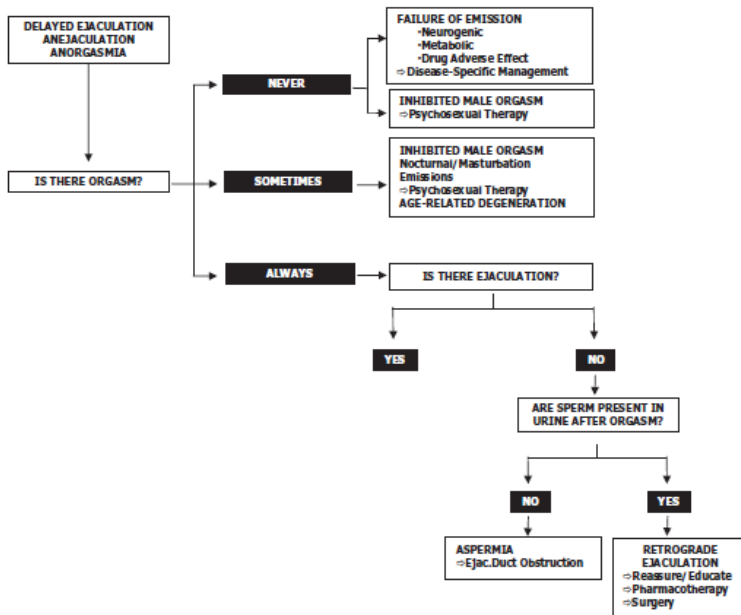 DELAYED EJACULATION
ANEJACULATION
ANORGASMIA
FAILURE OF EMISSION
•Neurogenic
•Metabolic
•Drug Adverse Effect
⇨Disease-Specific Management
NEVER
INHIBITED MALE ORGASM
⇨Psychosexual Therapy
IS THERE ORGASM?
SOMETIMES
INHIBITED MALE ORGASM
Nocturnal/Masturbation
Emissions
⇨Psychosexual Therapy
AGE-RELATED DEGENERATION
ALWAYS
IS THERE EJACULATION?
YES
NO
ARE SPERM PRESENT IN
URINE AFTER ORGASM?
NO
YES
ASPERMIA
⇨Ejac.Duct Obstruction
RETROGRADE
EJACULATION
⇨Reassure/Educate
⇨Pharmacotherapy
⇨Surgery